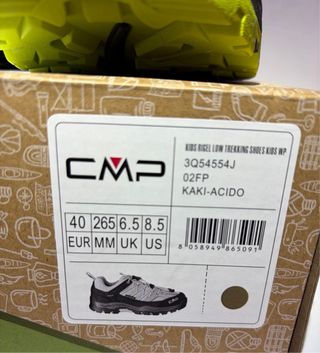 KIDS RIGEL LOW TREKKING SHOES KIDS WP
3Q54554J
02FP
KAKI-ACIDO
CMP
40 265 6.5 8.5
EUR MM UK US
8 058949 865091